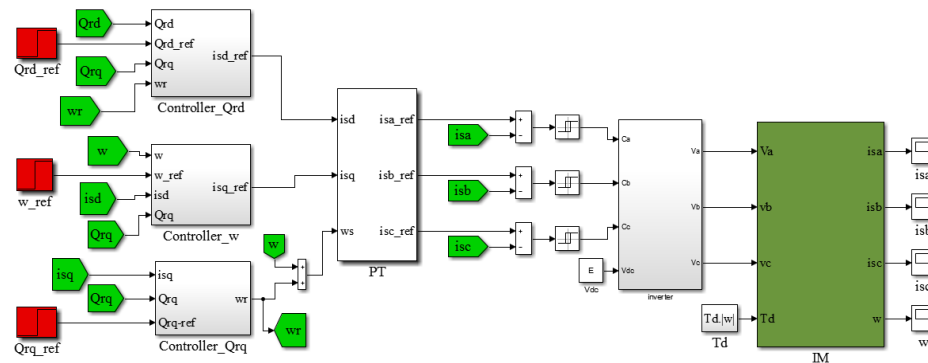 Qrd
Qrd_ref
Qrq
wr
Qrd
Qrd_ref
Qrq
wr
isd_ref
Controller_Qrd
w
w_ref
isd
Qrq
w
w_ref
isd
Qrq
isq_ref
Controller_w
isq
Qrq
Qrq_ref
isq
Qrq
Qrq-ref
wr
Controller_Qrq
w
+
+
wr
isd
isq
ws
isa_ref
isb_ref
isc_ref
PT
isa
+
−
isb
+
−
isc
+
−
E
Vdc
Ca
Cb
Cc
Vdc
Va
Vb
Vc
inverter
Td.|w|
Td
Va
vb
vc
Td
isa
isb
isc
w
IM
isa
isb
isc
w